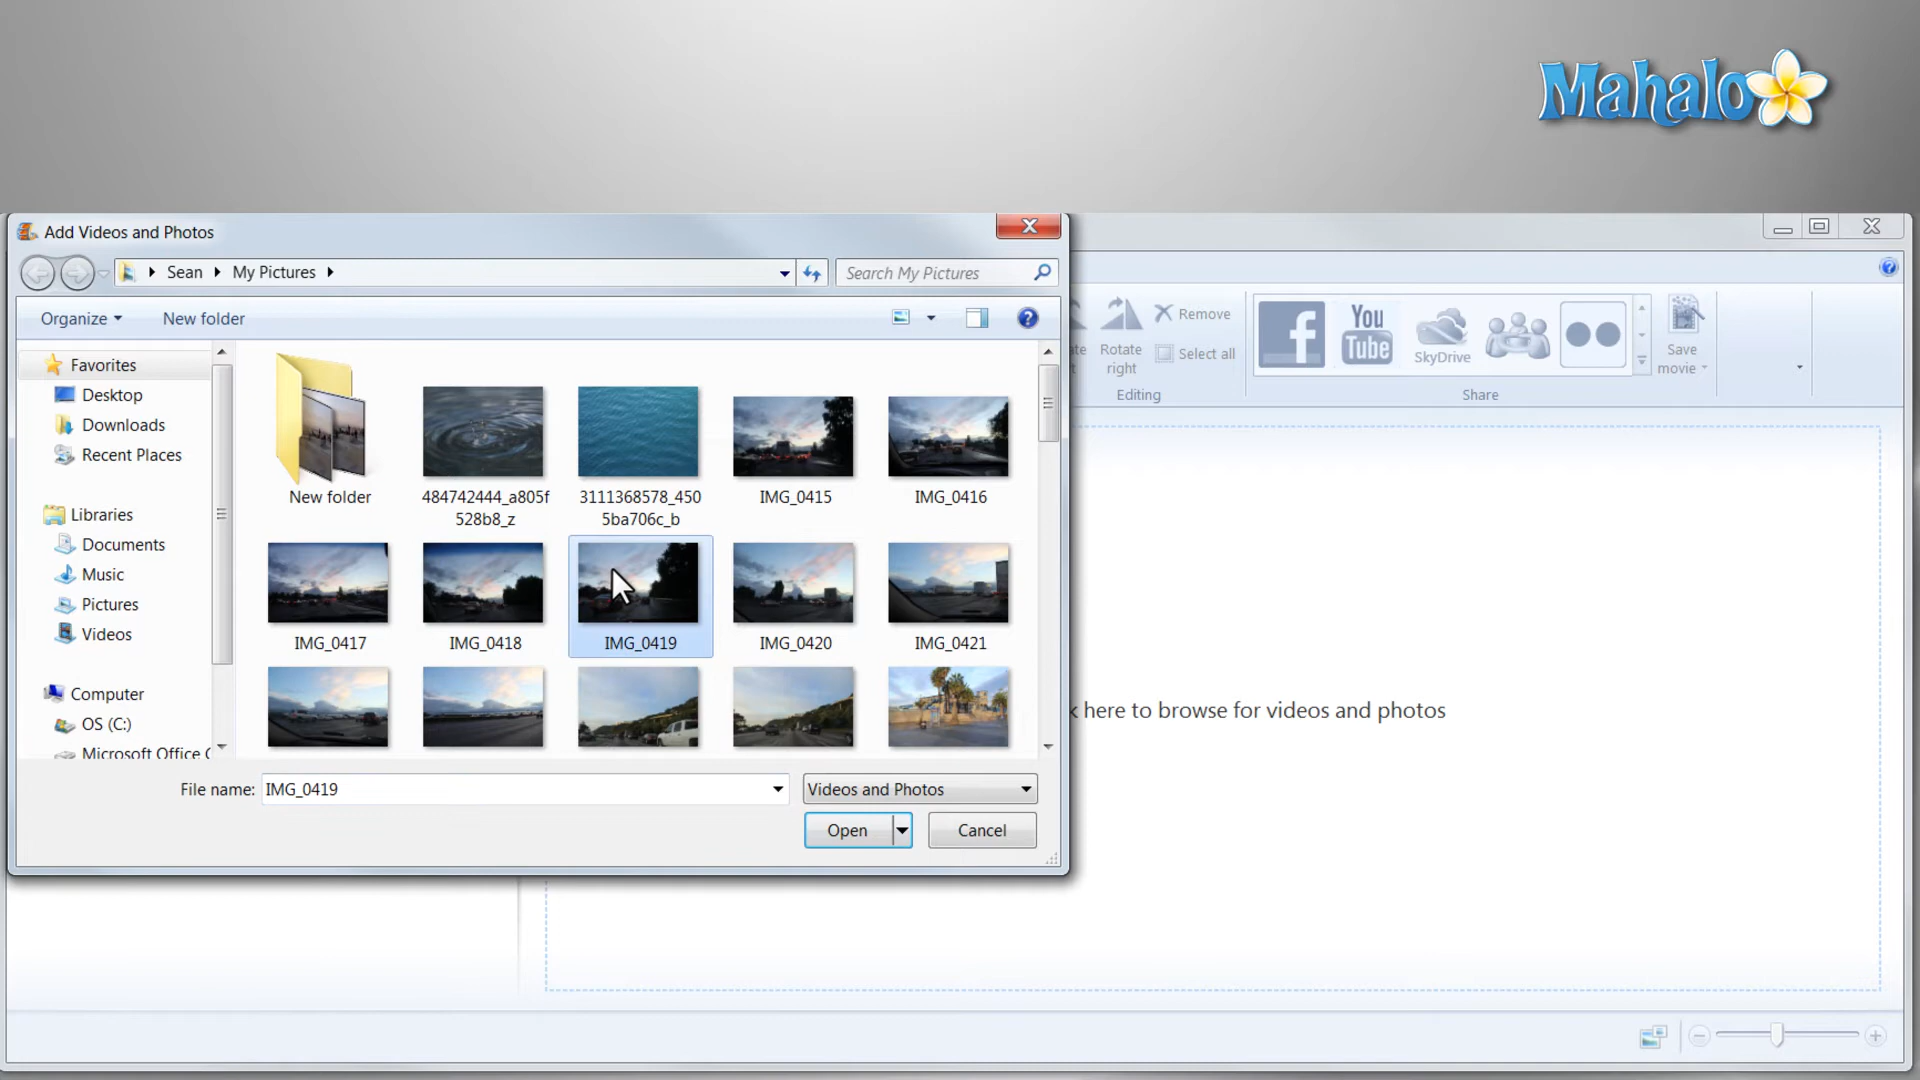 Mahalo
Add Videos and Photos
Sean
My Pictures
Search My Pictures
Organize
New folder
Favorites
Desktop
Downloads
Recent Places
Libraries
Documents
Music
Pictures
Videos
Computer
OS (C:)
Microsoft Office
New folder
484742444_a805f
528b8_z
3111368578_450
5ba706c_b
IMG_0415
IMG_0416
IMG_0417
IMG_0418
IMG_0419
IMG_0420
IMG_0421
File name:
IMG_0419
Videos and Photos
Open
Cancel
Rotate
right
Remove
Select all
Editing
f
You
Tube
SkyDrive
Share
Save
movie
here to browse for videos and photos